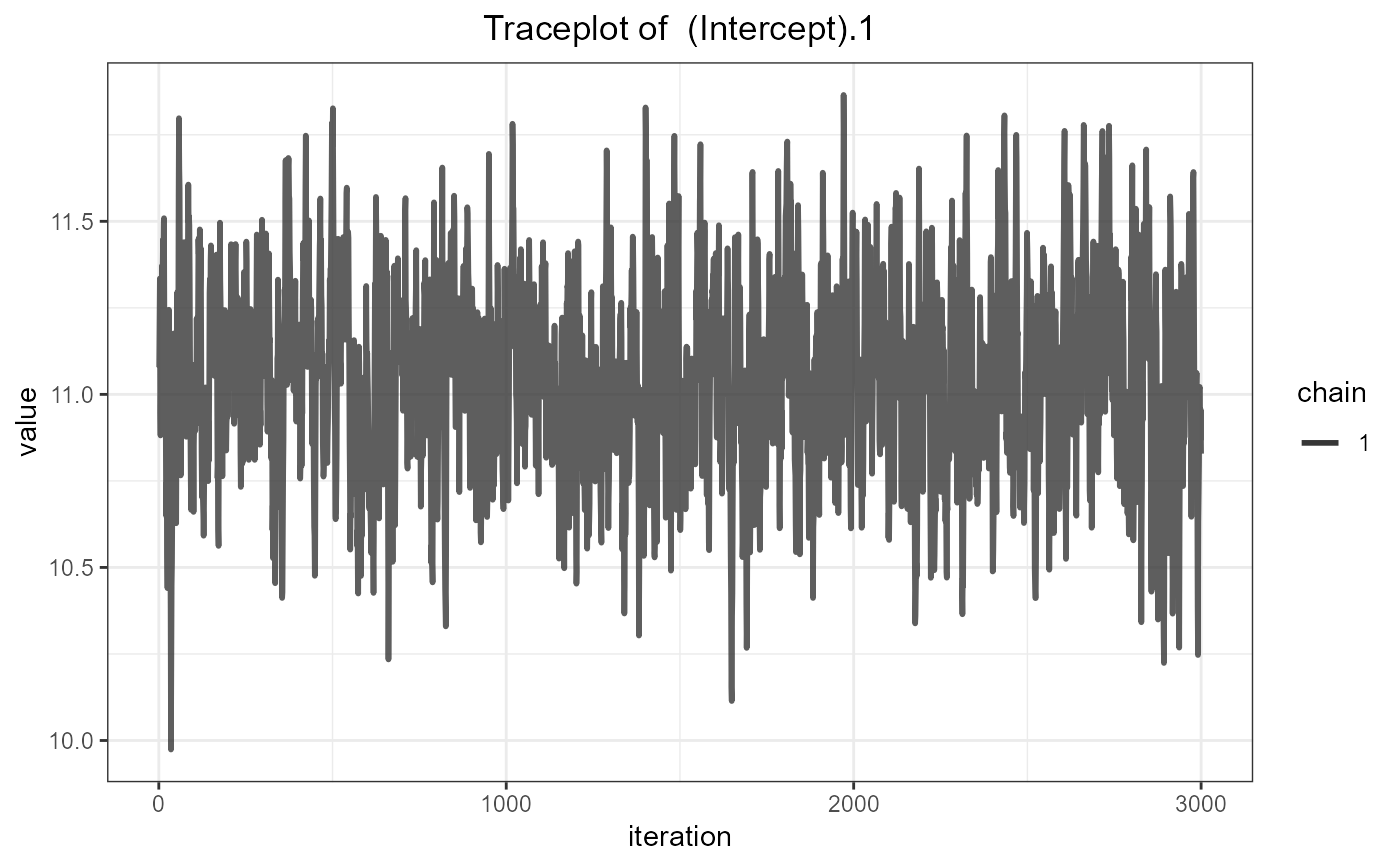 Traceplot of  (Intercept).1
value
11.5
11.0
10.5
10.0
0
1000
2000
3000
iteration
chain
1